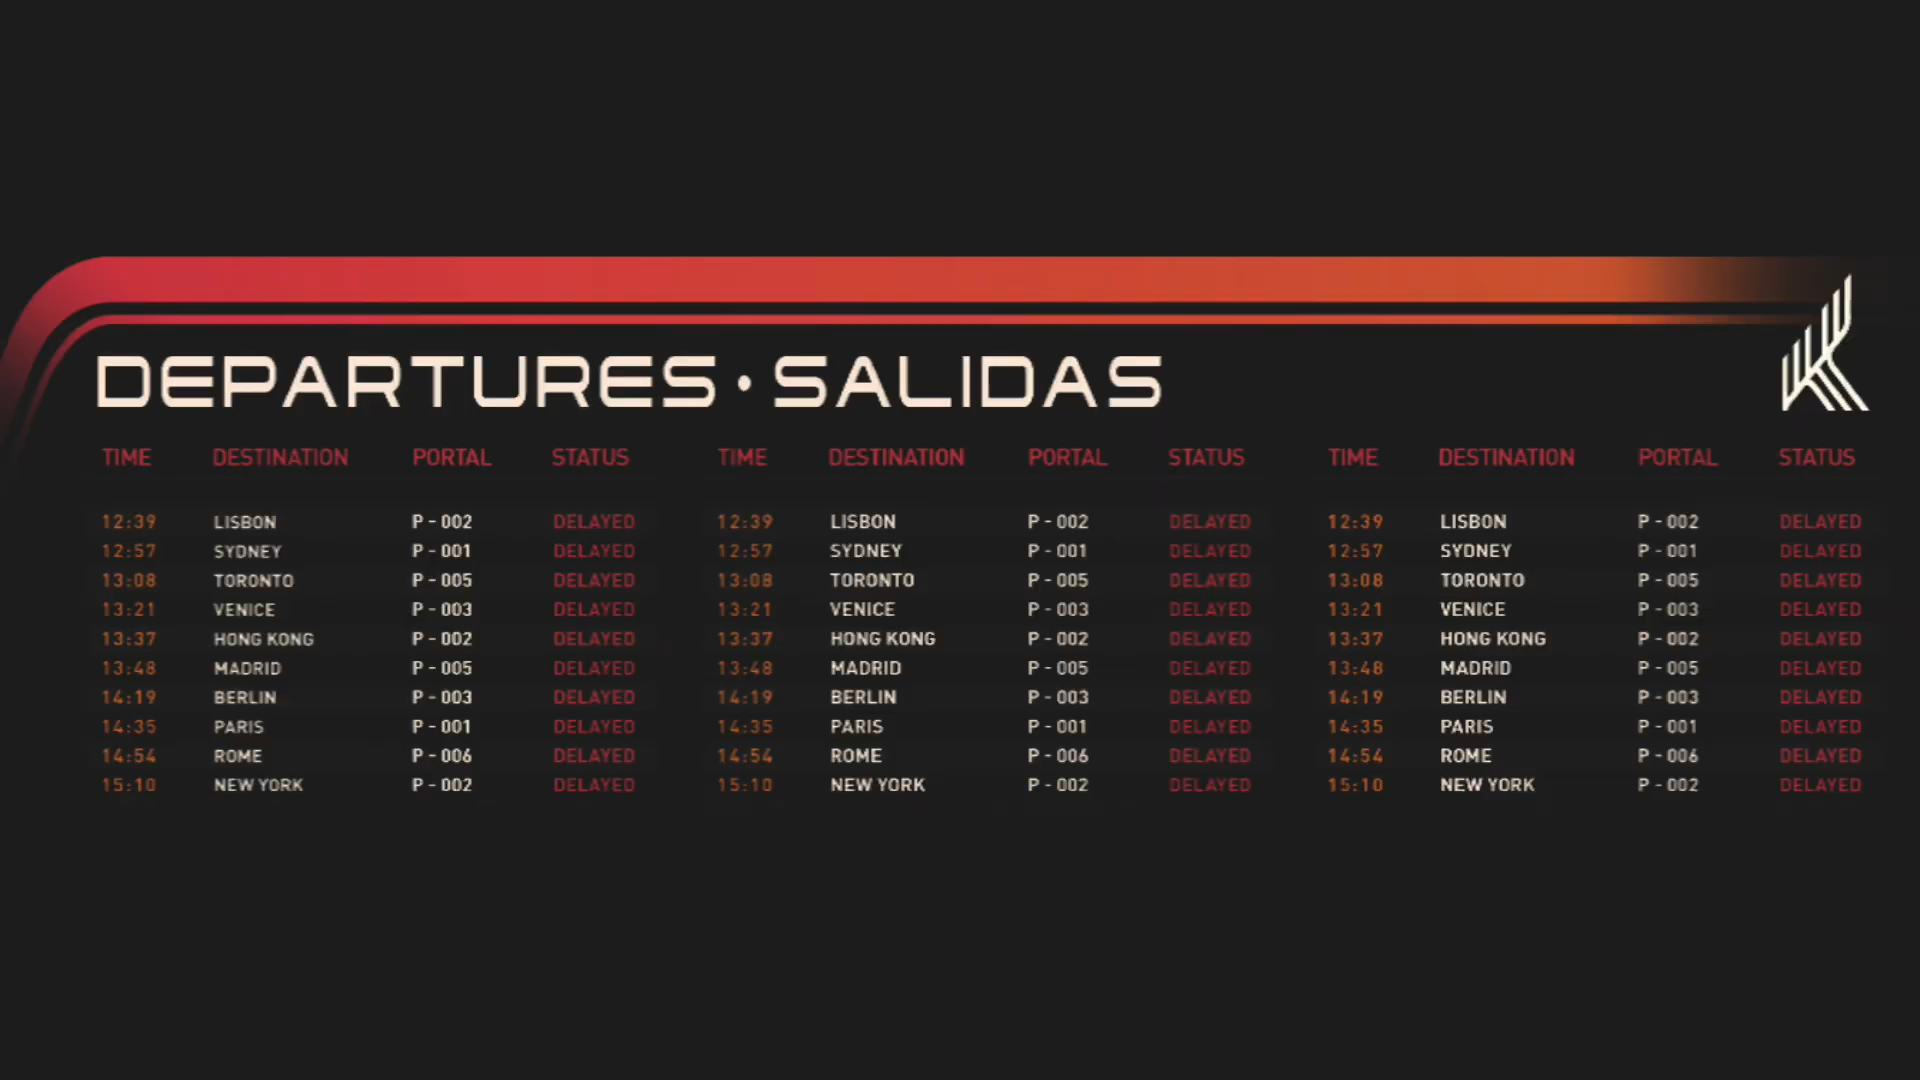 DEPARTURES • SALIDAS
TIME DESTINATION PORTAL STATUS TIME DESTINATION PORTAL STATUS TIME DESTINATION PORTAL STATUS
12:39 LISBON P - 002 DELAYED 12:39 LISBON P - 002 DELAYED 12:39 LISBON P - 002 DELAYED
12:57 SYDNEY P - 001 DELAYED 12:57 SYDNEY P - 001 DELAYED 12:57 SYDNEY P - 001 DELAYED
13:08 TORONTO P - 005 DELAYED 13:08 TORONTO P - 005 DELAYED 13:08 TORONTO P - 005 DELAYED
13:21 VENICE P - 003 DELAYED 13:21 VENICE P - 003 DELAYED 13:21 VENICE P - 003 DELAYED
13:37 HONG KONG P - 002 DELAYED 13:37 HONG KONG P - 002 DELAYED 13:37 HONG KONG P - 002 DELAYED
13:48 MADRID P - 005 DELAYED 13:48 MADRID P - 005 DELAYED 13:48 MADRID P - 005 DELAYED
14:19 BERLIN P - 003 DELAYED 14:19 BERLIN P - 003 DELAYED 14:19 BERLIN P - 003 DELAYED
14:35 PARIS P - 001 DELAYED 14:35 PARIS P - 001 DELAYED 14:35 PARIS P - 001 DELAYED
14:54 ROME P - 006 DELAYED 14:54 ROME P - 006 DELAYED 14:54 ROME P - 006 DELAYED
15:10 NEW YORK P - 002 DELAYED 15:10 NEW YORK P - 002 DELAYED 15:10 NEW YORK P - 002 DELAYED